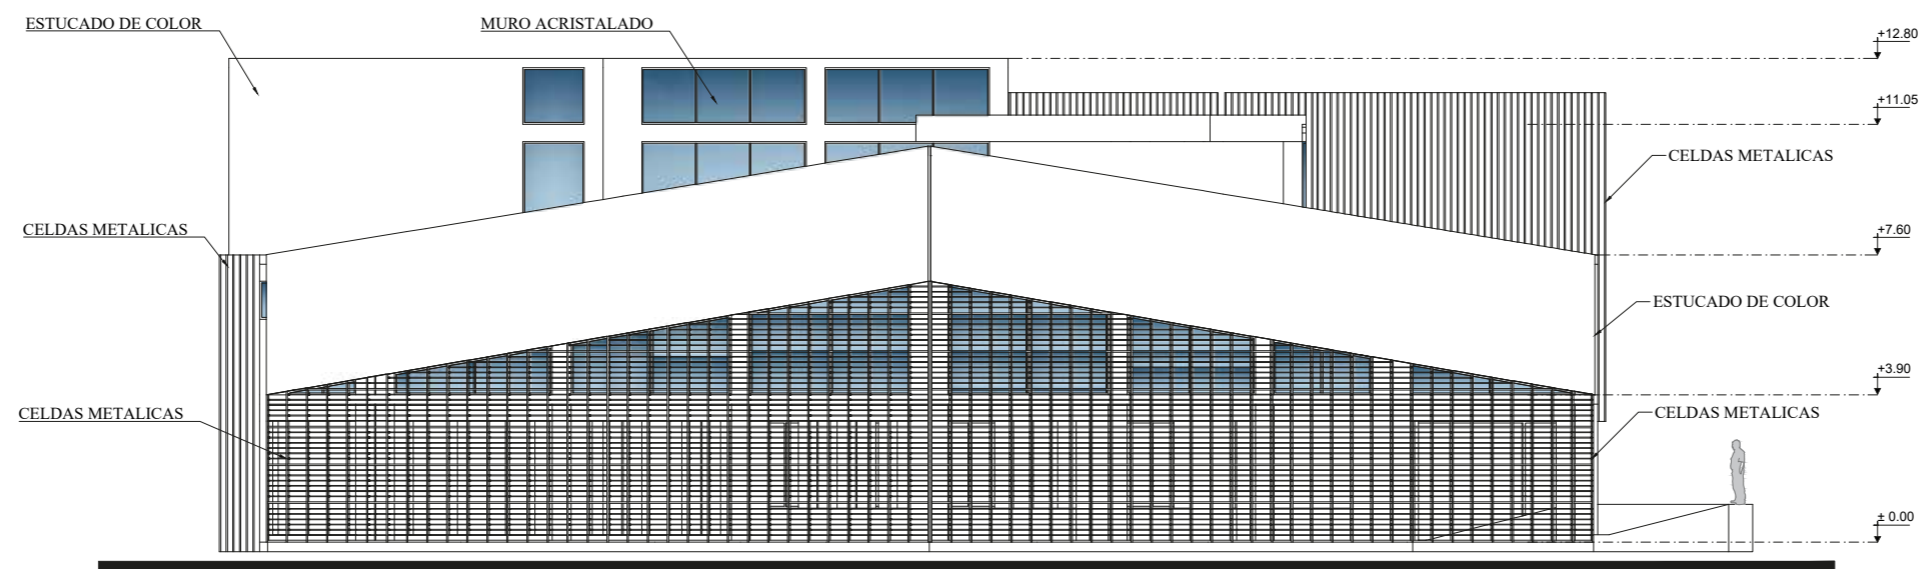 ESTUCADO DE COLOR
MURO ACRISTALADO
+12.80
+11.05
CELDAS METALICAS
CELDAS METALICAS
+7.60
ESTUCADO DE COLOR
+3.90
CELDAS METALICAS
CELDAS METALICAS
± 0.00